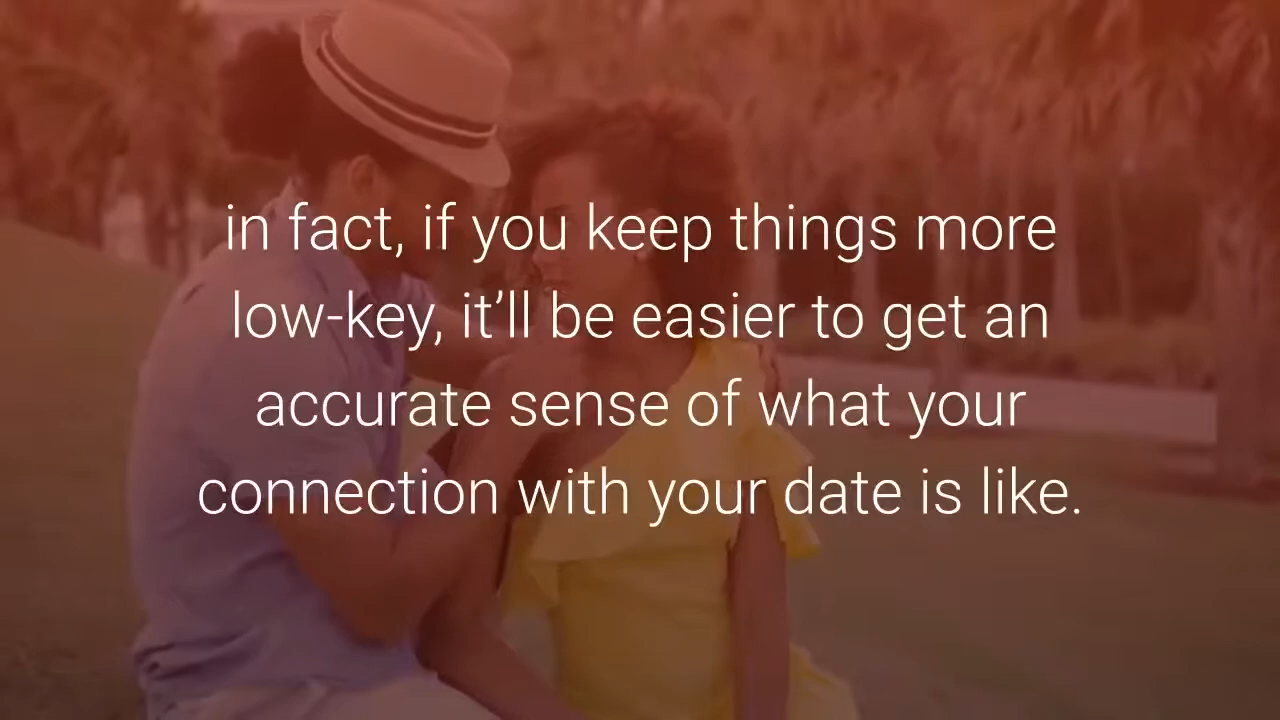 in fact, if you keep things more
low-key, it’ll be easier to get an
accurate sense of what your
connection with your date is like.